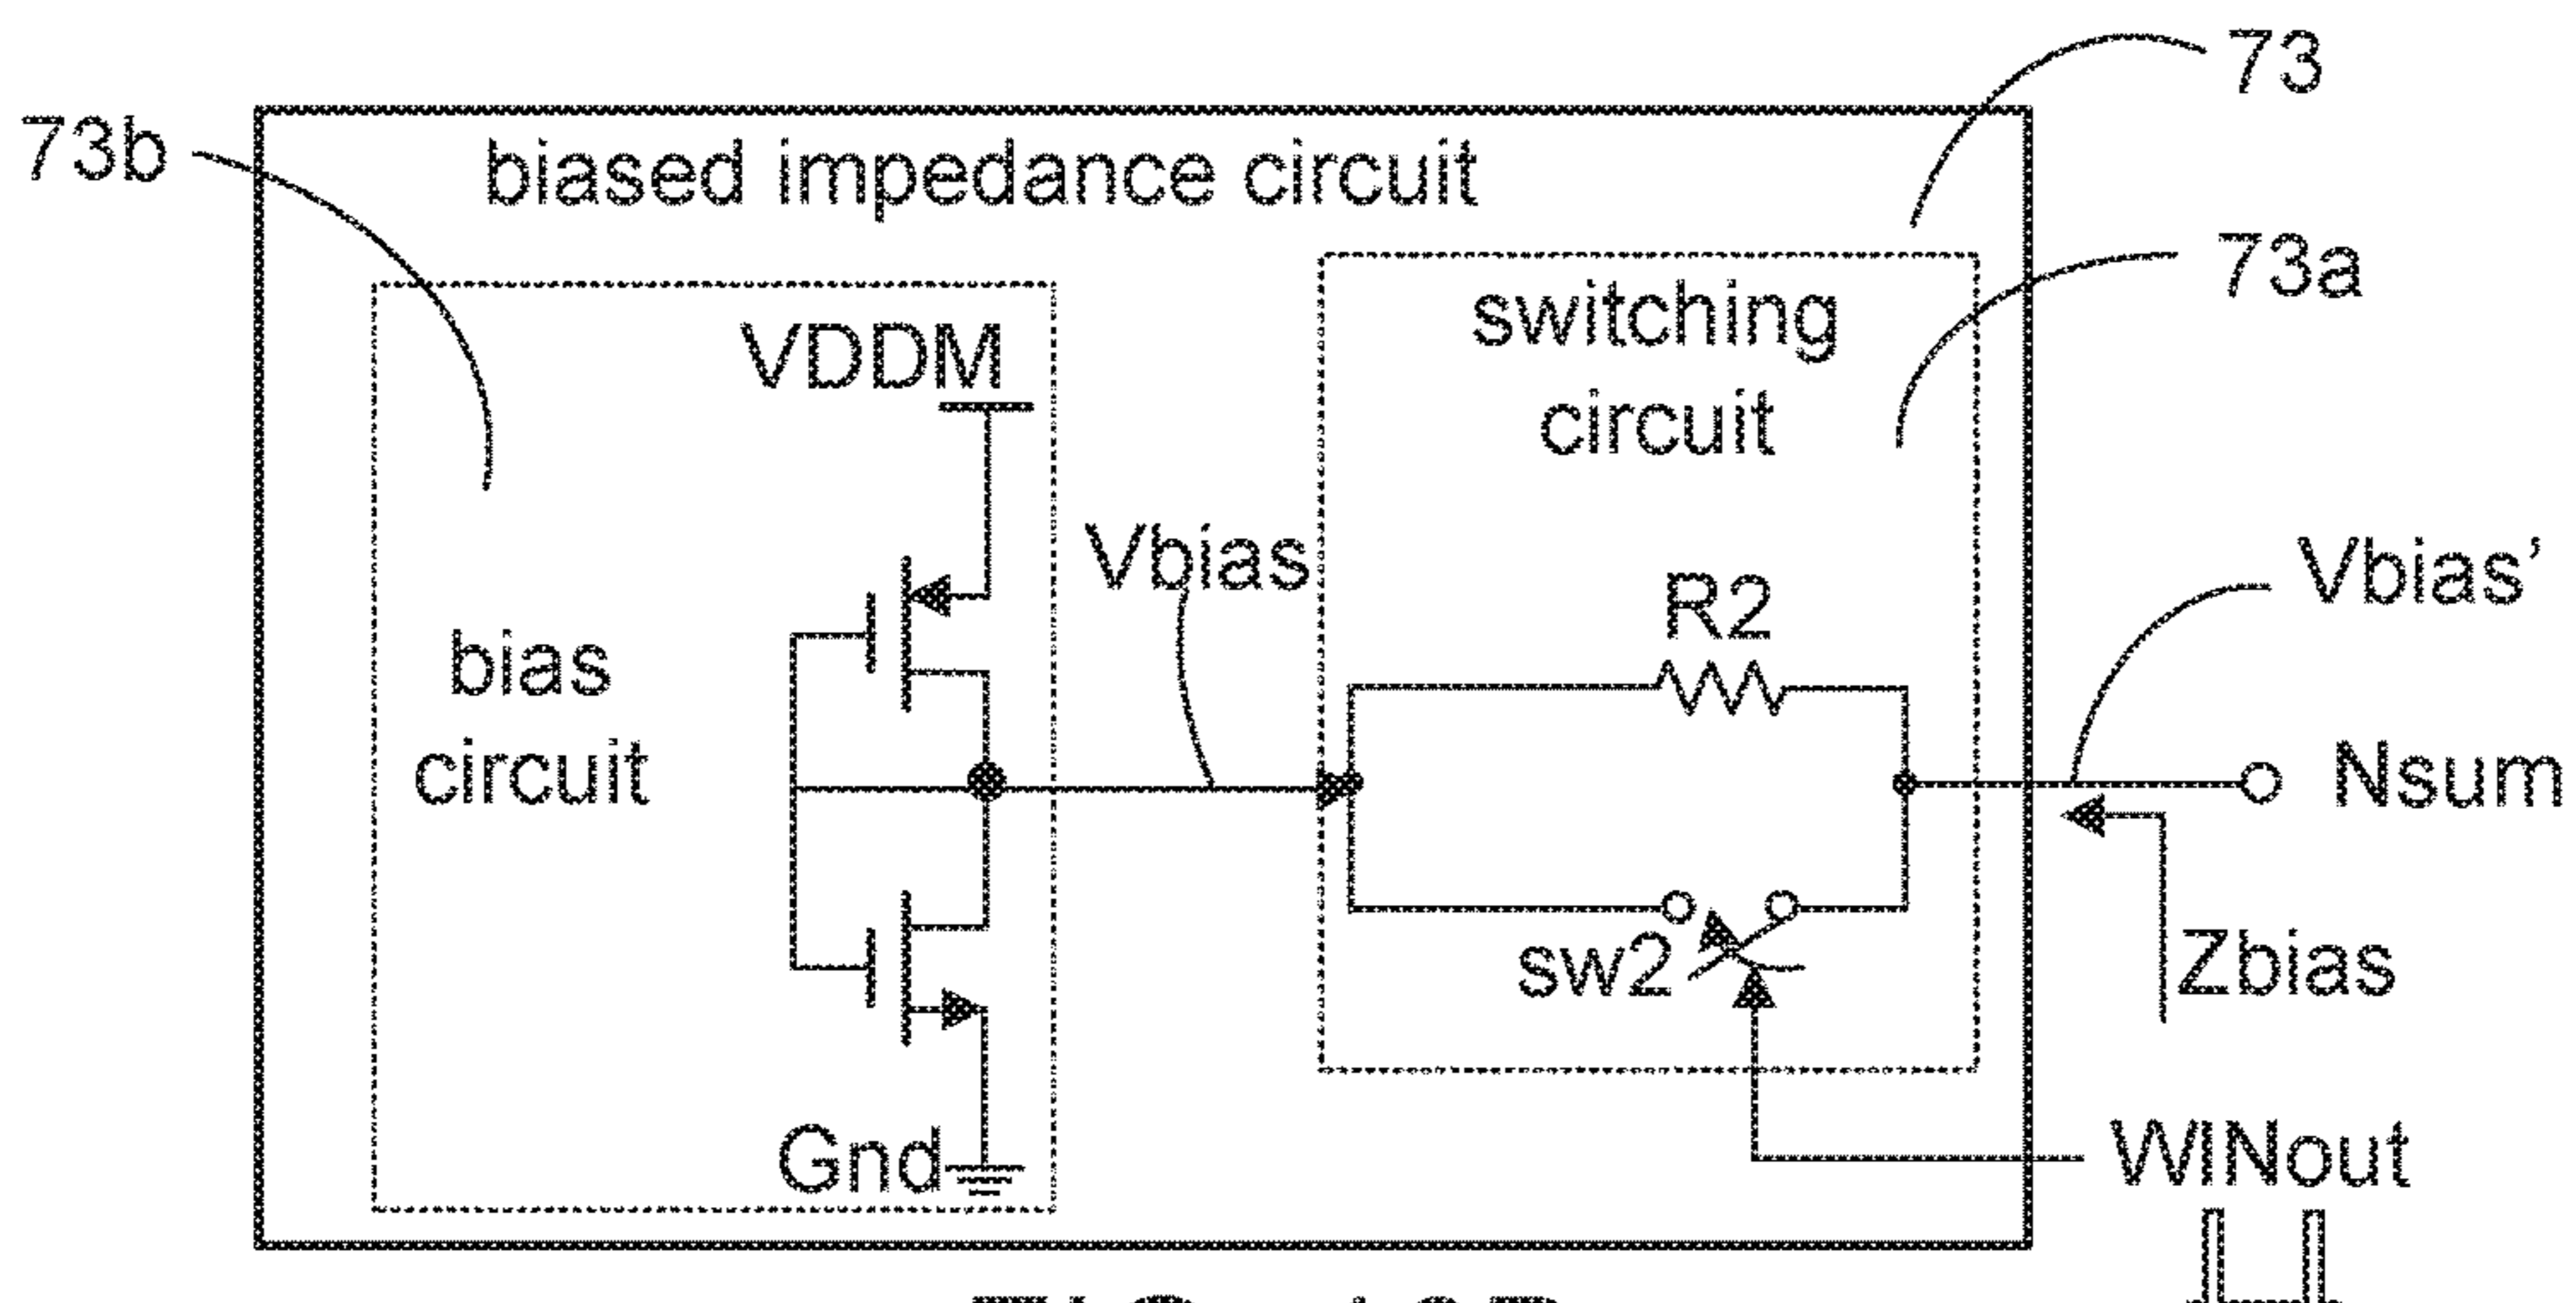 73
73b
biased impedance circuit
73a
switching
circuit
VDDM
Vbias
Vbias’
R2
bias
circuit
Nsum
sw2
Zbias
Gnd
WINout